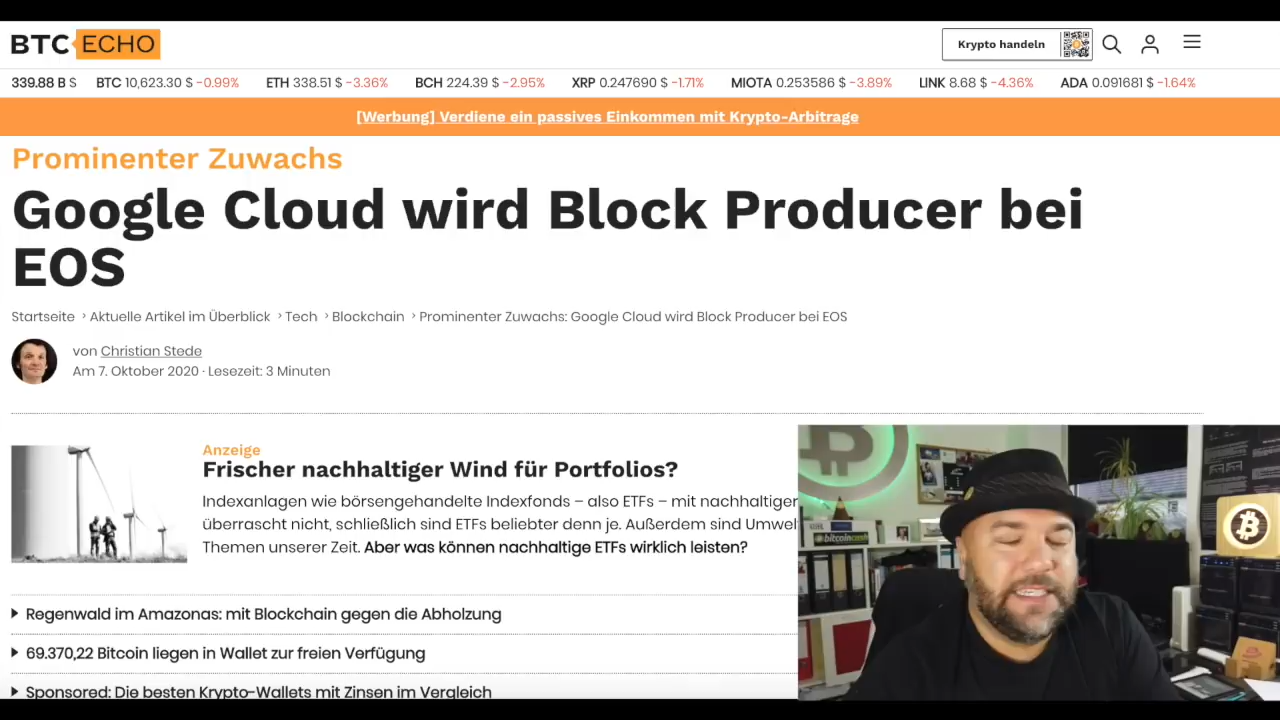 BTC ECHO
Krypto handeln
339.88 B $ BTC 10,623.30 $ -0.99% ETH 338.51 $ -3.36% BCH 224.39 $ -2.95% XRP 0.247690 $ -1.71% MIOTA 0.253586 $ -3.89% LINK 8.68 $ -4.36% ADA 0.091681 $ -1.64%
[Werbung] Verdiene ein passives Einkommen mit Krypto-Arbitrage
Prominenter Zuwachs
Google Cloud wird Block Producer bei
EOS
Startseite › Aktuelle Artikel im Überblick › Tech › Blockchain › Prominenter Zuwachs: Google Cloud wird Block Producer bei EOS
von Christian Stede
Am 7. Oktober 2020 · Lesezeit: 3 Minuten
Anzeige
Frischer nachhaltiger Wind für Portfolios?
Indexanlagen wie börsengehandelte Indexfonds – also ETFs – mit nachhaltiger
überrascht nicht, schließlich sind ETFs beliebter denn je. Außerdem sind Umwel
Themen unserer Zeit. Aber was können nachhaltige ETFs wirklich leisten?
Regenwald im Amazonas: mit Blockchain gegen die Abholzung
69.370,22 Bitcoin liegen in Wallet zur freien Verfügung
Sponsored: Die besten Krypto-Wallets mit Zinsen im Vergleich
bitcoincash